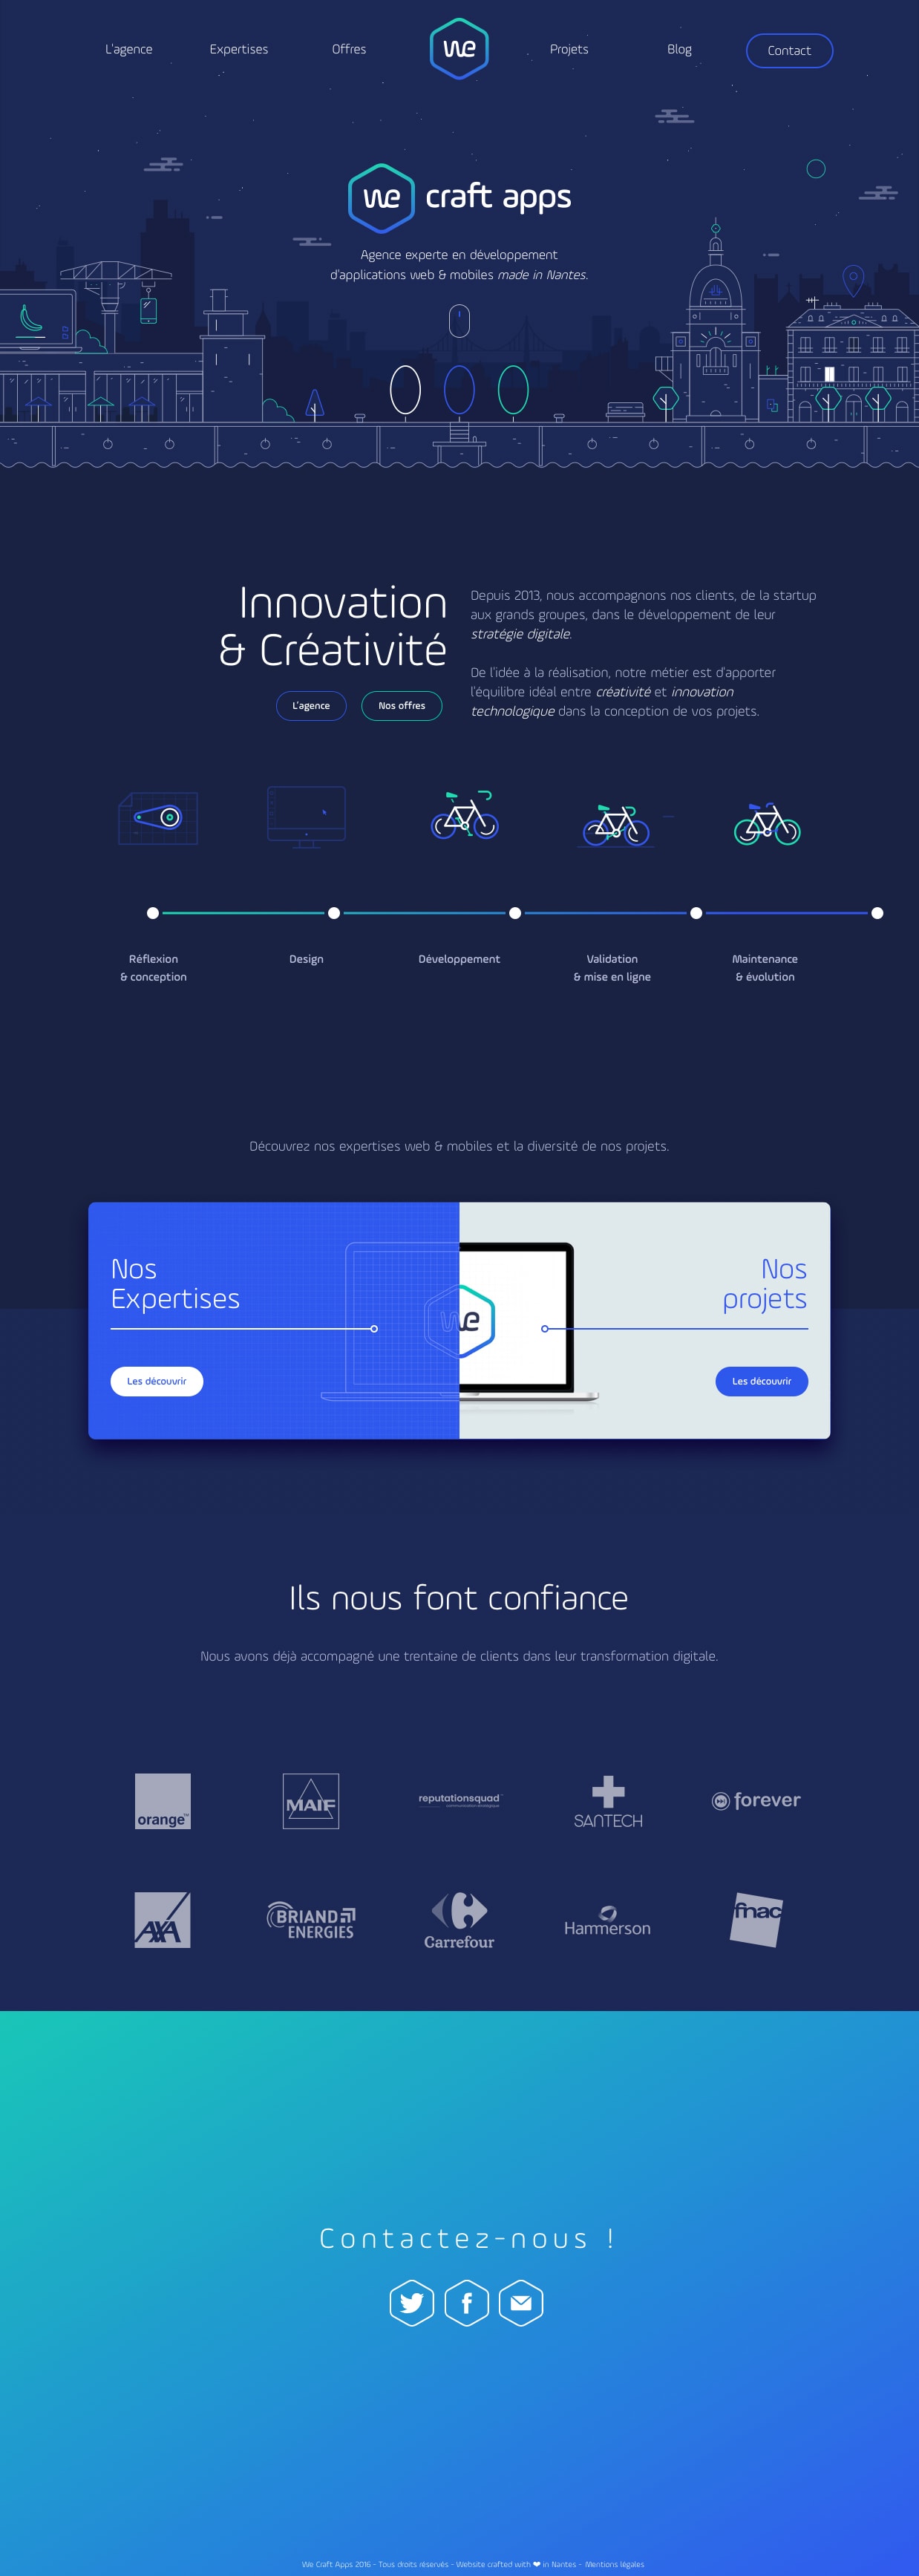 L'agence
Expertises
Offres
we
Projets
Blog
Contact
we craft apps
Agence experte en développement
d'applications web & mobiles made in Nantes.
Innovation
& Créativité
L'agence
Nos offres
Depuis 2013, nous accompagnons nos clients, de la startup
aux grands groupes, dans le développement de leur
stratégie digitale.
De l'idée à la réalisation, notre métier est d'apporter
l'équilibre idéal entre créativité et innovation
technologique dans la conception de vos projets.
Réflexion
& conception
Design
Développement
Validation
& mise en ligne
Maintenance
& évolution
Découvrez nos expertises web & mobiles et la diversité de nos projets.
Nos
Expertises
Les découvrir
we
Nos
projets
Les découvrir
Ils nous font confiance
Nous avons déjà accompagné une trentaine de clients dans leur transformation digitale.
orange™
MAIF
reputationsquad
communication stratégique
SANTECH
forever
AXA
BRIAND
ENERGIES
Carrefour
Hammerson
fnac
Contactez-nous !
We Craft Apps 2016 - Tous droits réservés - Website crafted with ❤ in Nantes - Mentions légales